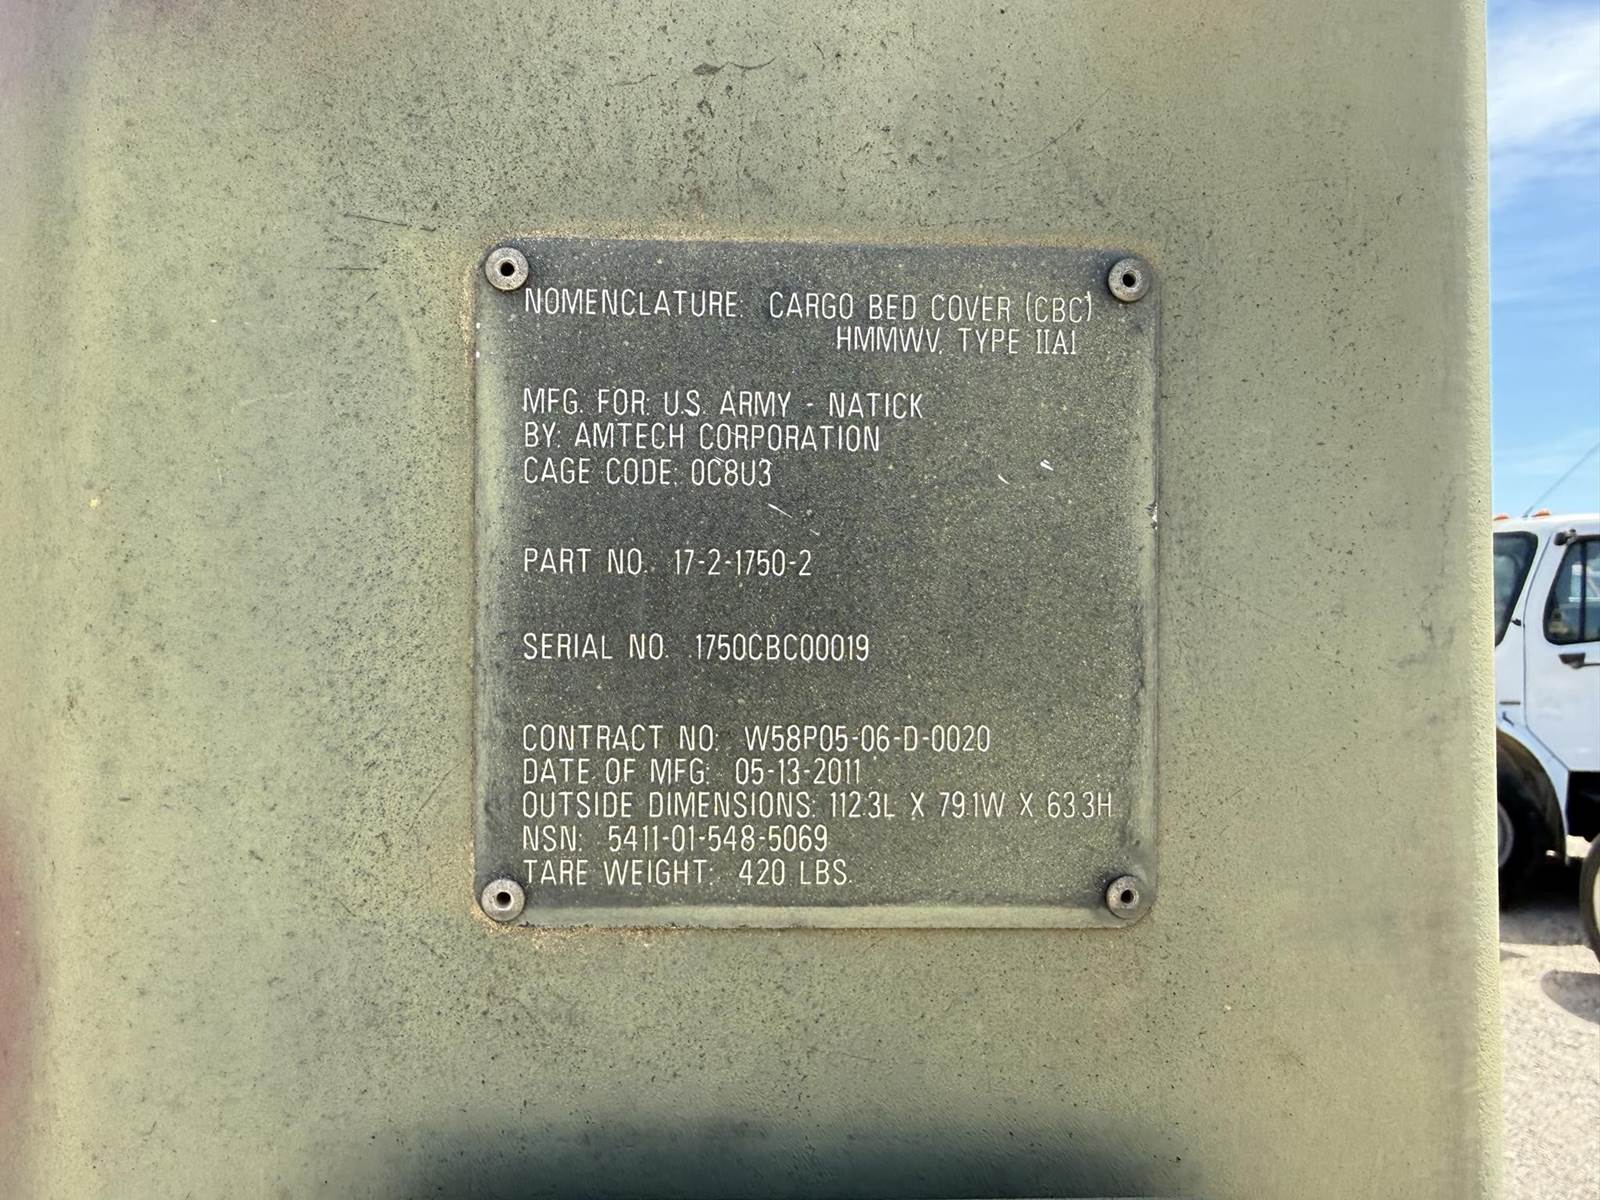 NOMENCLATURE: CARGO BED COVER (CBC)
HMMWV, TYPE IIA1
MFG. FOR: U.S. ARMY - NATICK
BY: AMTECH CORPORATION
CAGE CODE: 0C8U3
PART NO. 17-2-1750-2
SERIAL NO. 1750CBC00019
CONTRACT NO: W58P05-06-D-0020
DATE OF MFG: 05-13-2011
OUTSIDE DIMENSIONS: 112.3L X 79.1W X 63.3H
NSN: 5411-01-548-5069
TARE WEIGHT: 420 LBS.